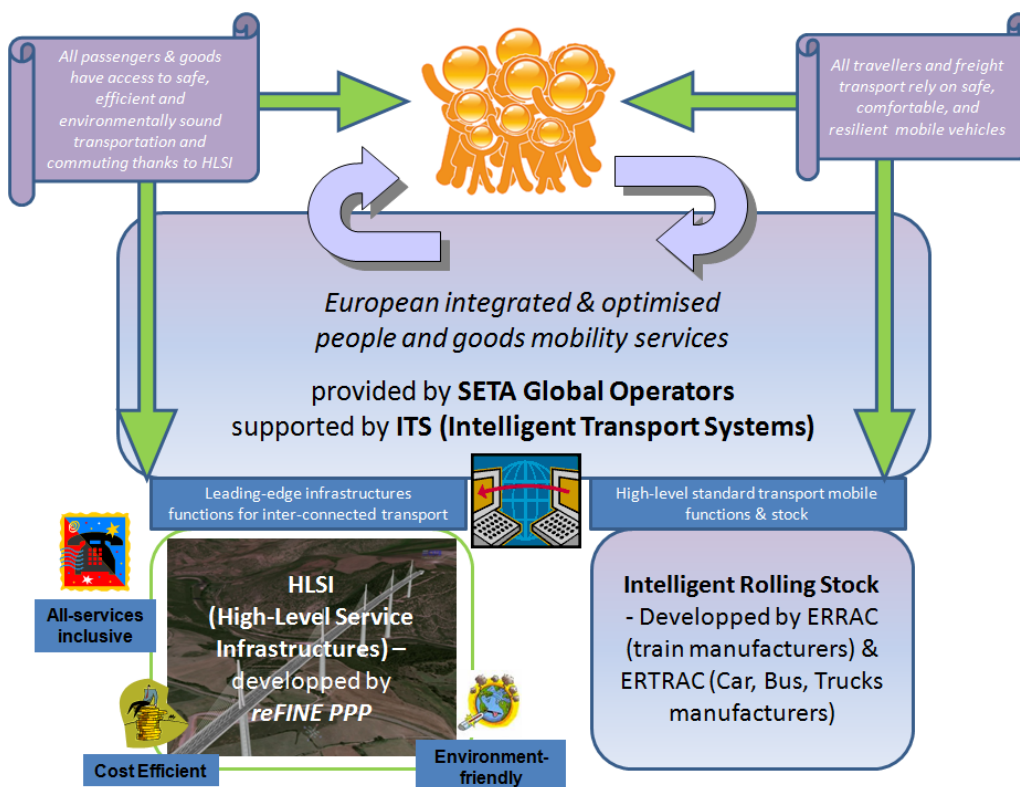 All passengers & goods
have access to safe,
efficient and
environmentally sound
transportation and
commuting thanks to HLSI
All travellers and freight
transport rely on safe,
comfortable, and
resilient mobile vehicles
European integrated & optimised
people and goods mobility services
provided by SETA Global Operators
supported by ITS (Intelligent Transport Systems)
Leading-edge infrastructures
functions for inter-connected transport
High-level standard transport mobile
functions & stock
All-services
inclusive
HLSI
(High-Level Service
Infrastructures) –
developped by
reFINE PPP
Cost Efficient
Environment-
friendly
Intelligent Rolling Stock
- Developped by ERRAC
(train manufacturers) &
ERTRAC (Car, Bus, Trucks
manufacturers)